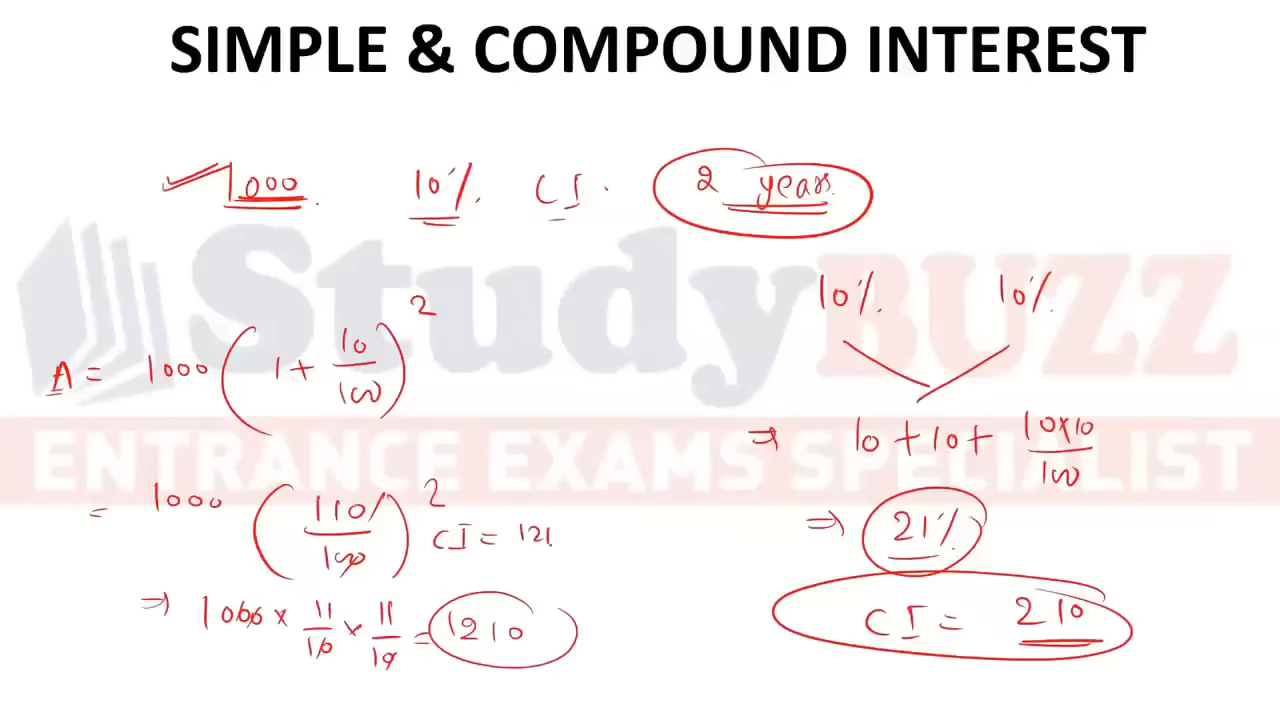 SIMPLE & COMPOUND INTEREST
1000. 10%. CI. 2 years.
StudyBUZZ
ENTRANCE EXAMS SPECIALIST
A = 1000 ( 1 + 10/100 )2
= 1000 ( 110/100 )2
CI = 121
⇒ 1000 × 11/10 × 11/10 = 1210
10%. 10%.
⇒ 10 + 10 + 10×10/100
⇒ 21%
CI = 210